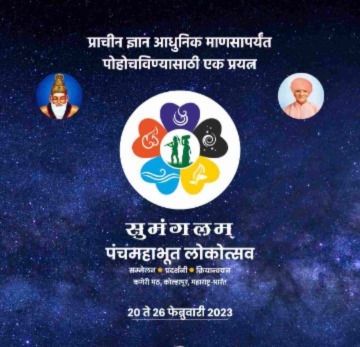 प्राचीन ज्ञान आधुनिक माणसापर्यंत
पोहोचविण्यासाठी एक प्रयत्न
सुमंगलम्
पंचमहाभूत लोकोत्सव
सम्मेलन प्रदर्शनी क्रियान्वयन
कणेरी मठ, कोल्हापुर, महाराष्ट्र-भारत
20 ते 26 फेब्रुवारी 2023